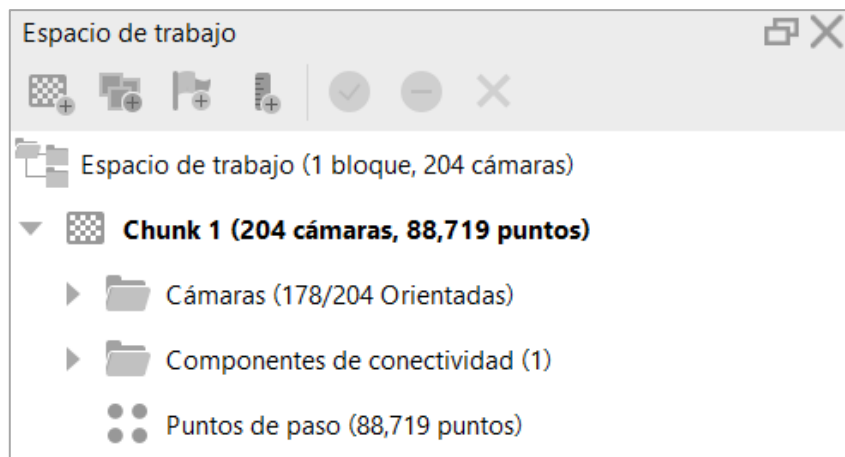 Espacio de trabajo
Espacio de trabajo (1 bloque, 204 cámaras)
Chunk 1 (204 cámaras, 88,719 puntos)
Cámaras (178/204 Orientadas)
Componentes de conectividad (1)
Puntos de paso (88,719 puntos)